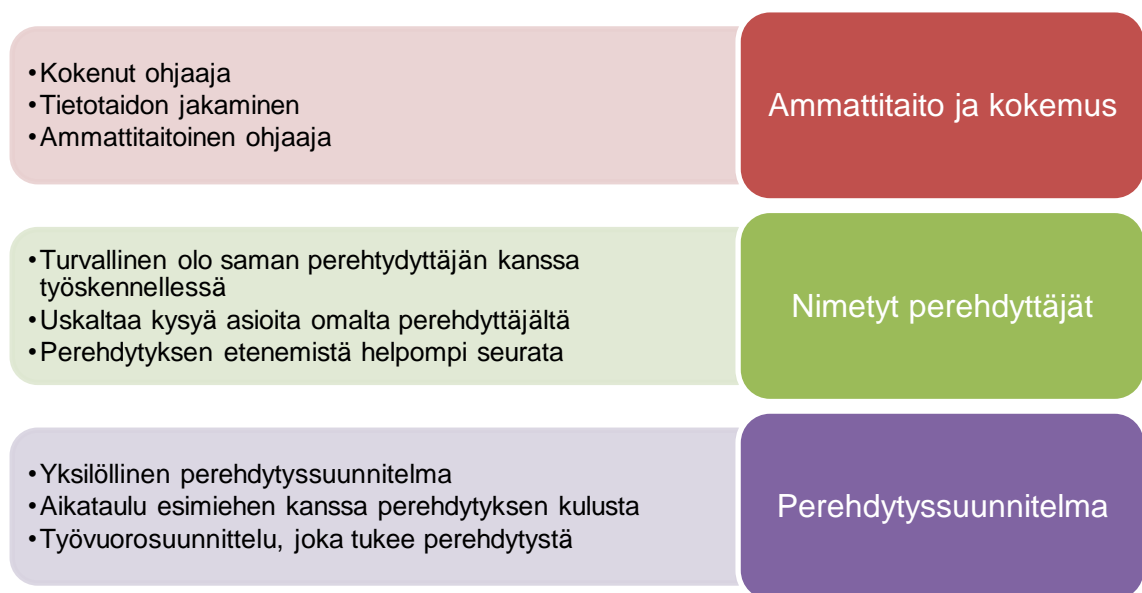 •Kokenut ohjaaja
•Tietotaidon jakaminen
•Ammattitaitoinen ohjaaja
Ammattitaito ja kokemus
•Turvallinen olo saman perehtydyttäjän kanssa
työskennellessä
•Uskaltaa kysyä asioita omalta perehdyttäjältä
•Perehdytyksen etenemistä helpompi seurata
Nimetyt perehdyttäjät
•Yksilöllinen perehdytyssuunnitelma
•Aikataulu esimiehen kanssa perehdytyksen kulusta
•Työvuorosuunnittelu, joka tukee perehdytystä
Perehdytyssuunnitelma